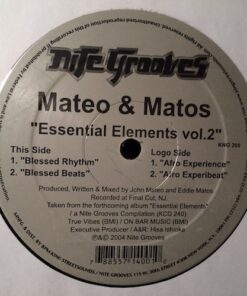 Nite Grooves
Mateo & Matos
"Essential Elements vol.2"
KNG 205
This Side
1. "Blessed Rhythm"
2. "Blessed Beats"
Logo Side
1. "Afro Experience"
2. "Afro Experibeat"
Produced, Written & Mixed by John Mateo and Eddie Matos
Recorded at Final Cut, NJ.
Taken from the forthcoming album "Essential Elements"
/ a Nite Grooves Compilation (KCD 240)
True Vibes (BMI) / On The Move (BMI)
Executive Producer / A&R: Hisa Ishioka
℗&© 2004 Nite Grooves